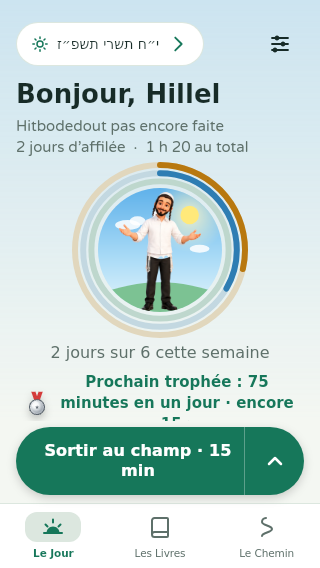 י״ח תשרי תשפ״ז
Bonjour, Hillel
Hitbodedout pas encore faite
2 jours d’affilée · 1 h 20 au total
2 jours sur 6 cette semaine
Prochain trophée : 75
minutes en un jour · encore
Sortir au champ · 15
min
Le Jour
Les Livres
Le Chemin